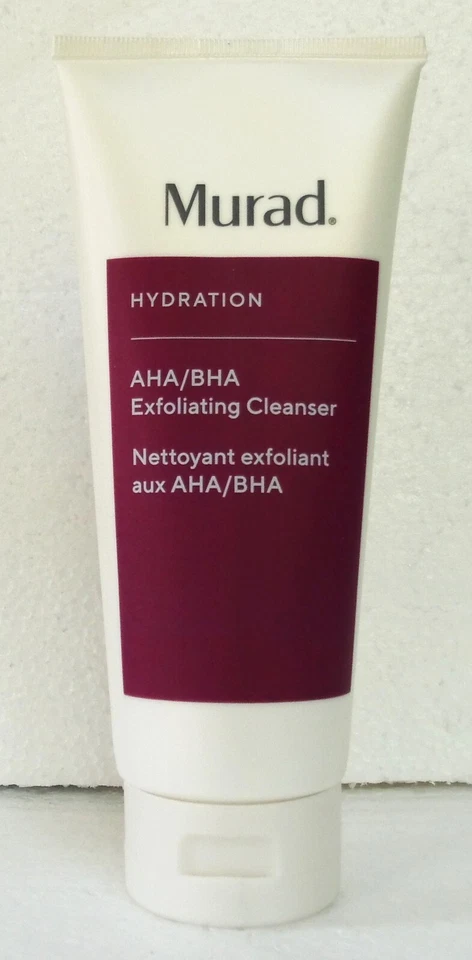 Murad.
HYDRATION
AHA/BHA
Exfoliating Cleanser
Nettoyant exfoliant
aux AHA/BHA